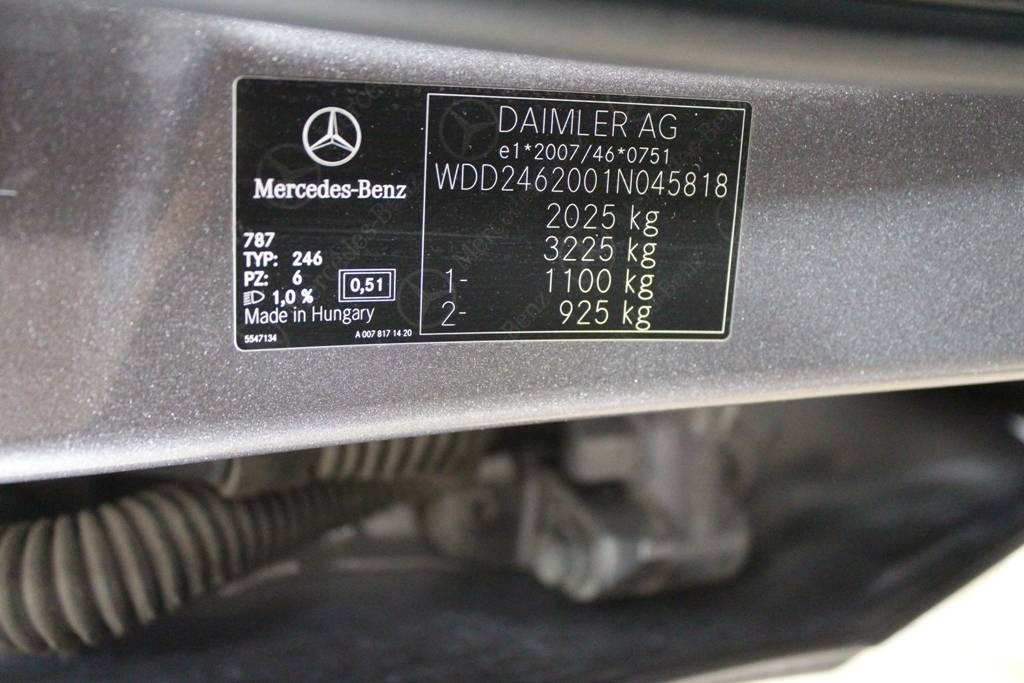 Mercedes-Benz
787
TYP: 246
PZ: 6
1,0 %
0,51
Made in Hungary
5547134
A 007 817 14 20
DAIMLER AG
e1*2007/46*0751
WDD2462001N045818
2025 kg
3225 kg
1- 1100 kg
2- 925 kg